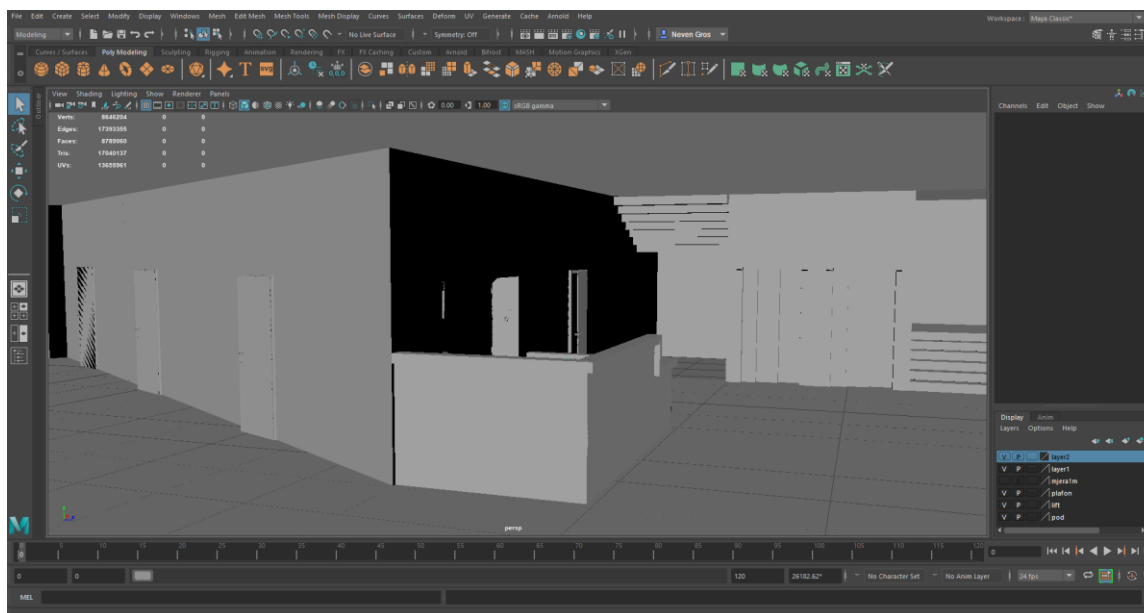 File Edit Create Select Modify Display Windows Mesh Edit Mesh Mesh Tools Mesh Display Curves Surfaces Deform UV Generate Cache Arnold Help
Workspace : Maya Classic*
Modeling
No Live Surface
Symmetry: Off
Neven Gros
Curves / Surfaces Poly Modeling Sculpting Rigging Animation Rendering FX FX Caching Custom Arnold Bifrost MASH Motion Graphics XGen
Outliner
View Shading Lighting Show Renderer Panels
0.00 1.00 sRGB gamma
Channels Edit Object Show
Verts: 8646204 0 0
Edges: 17393355 0 0
Faces: 8789060 0 0
Tris: 17040137 0 0
UVs: 13655961 0 0
persp
Display Anim
Layers Options Help
V P layer2
V P layer1
mjera1m
V P plafon
V P lift
V P pod
0 5 10 15 20 25 30 35 40 45 50 55 60 65 70 75 80 85 90 95 100 105 110 115 120
0
0
0 0 120 26182.62* No Character Set No Anim Layer 24 fps
MEL